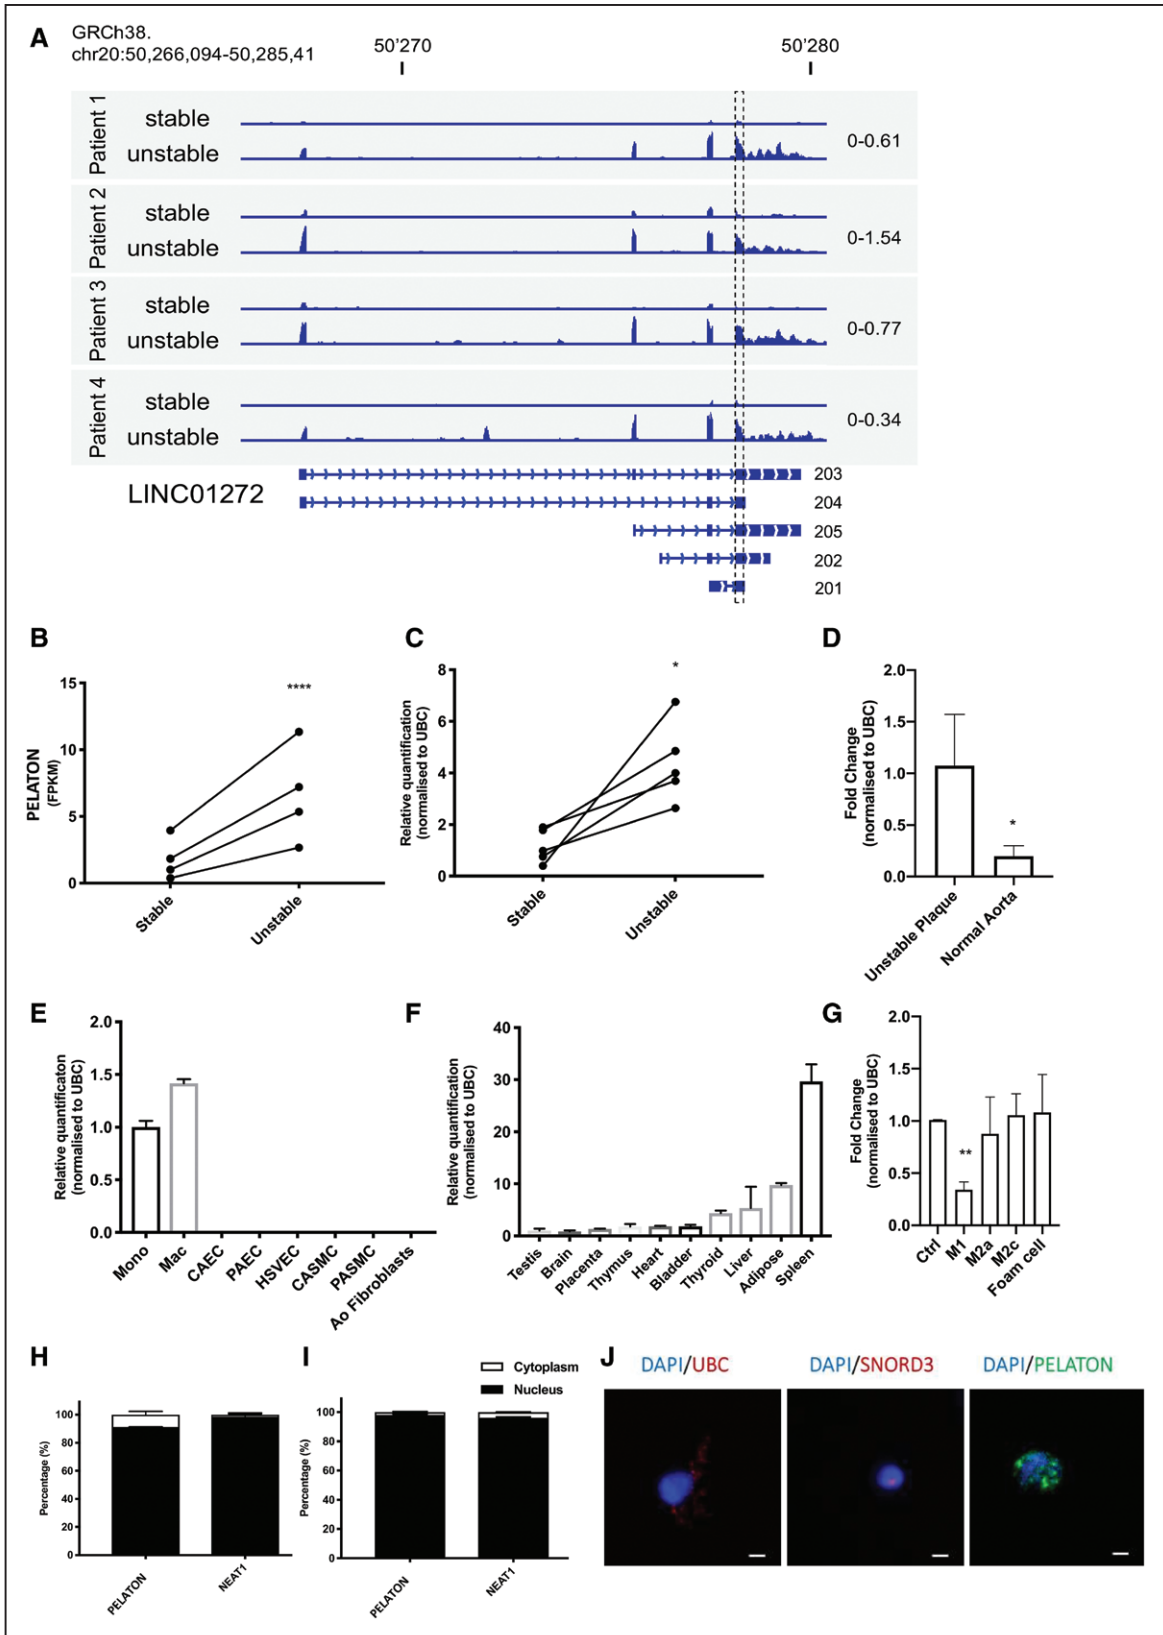 A
GRCh38.
chr20:50,266,094-50,285,41
50'270
50'280
Patient 1
stable
unstable
0-0.61
Patient 2
stable
unstable
0-1.54
Patient 3
stable
unstable
0-0.77
Patient 4
stable
unstable
0-0.34
LINC01272
203
204
205
202
201
B
PELATON
(FPKM)
15
10
5
0
****
Stable
Unstable
C
Relative quantification
(normalised to UBC)
8
6
4
2
0
*
Stable
Unstable
D
Fold Change
(normalised to UBC)
2.0
1.5
1.0
0.5
0.0
*
Unstable Plaque
Normal Aorta
E
Relative quantificaton
(normalised to UBC)
2.0
1.5
1.0
0.5
0.0
Mono
Mac
CAEC
PAEC
HSVEC
CASMC
PASMC
Ao Fibroblasts
F
Relative quantification
(normalised to UBC)
40
30
20
10
0
Testis
Brain
Placenta
Thymus
Heart
Bladder
Thyroid
Liver
Adipose
Spleen
G
Fold Change
(normalised to UBC)
2.0
1.5
1.0
0.5
0.0
**
Ctrl
M1
M2a
M2c
Foam cell
H
Percentage (%)
100
80
60
40
20
0
PELATON
NEAT1
I
Cytoplasm
Nucleus
Percentage (%)
100
80
60
40
20
0
PELATON
NEAT1
J
DAPI/UBC
DAPI/SNORD3
DAPI/PELATON